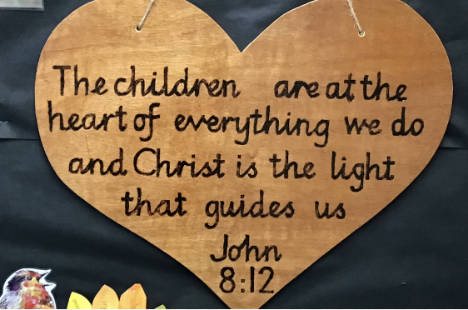 The children are at the
heart of everything we do
and Christ is the light
that guides us
John
8:12